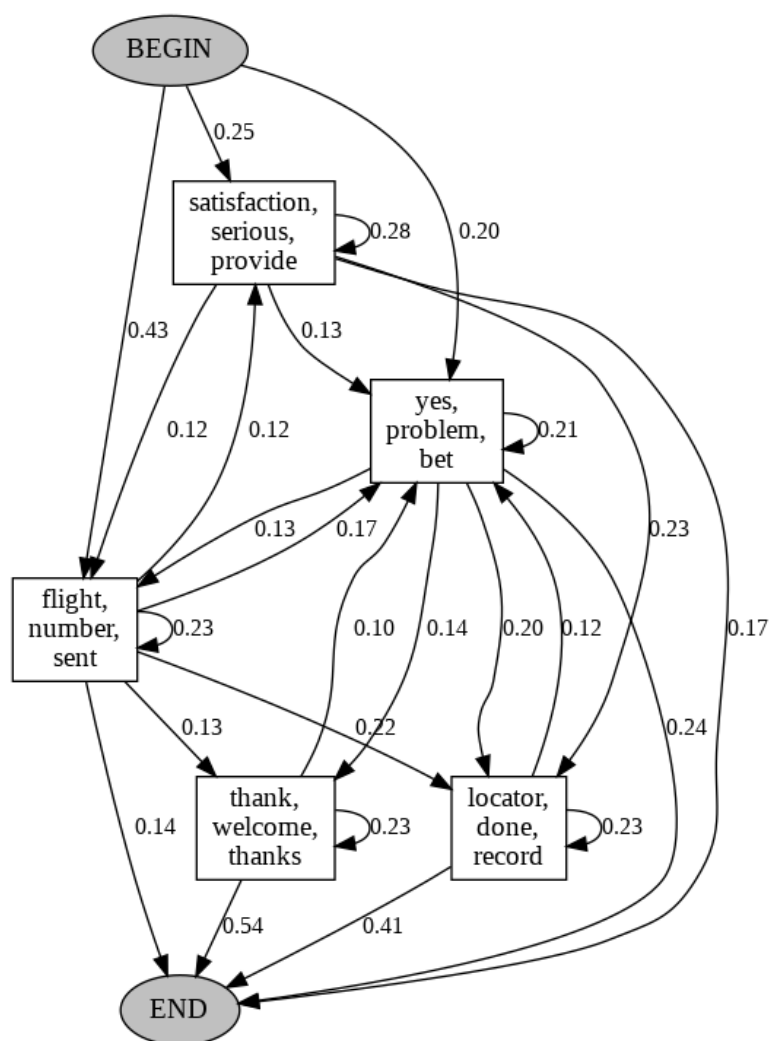 BEGIN
0.25
satisfaction,
serious,
provide
0.28
0.20
0.43
0.13
0.12
0.12
yes,
problem,
bet
0.21
0.13
0.17
0.23
flight,
number,
sent
0.23
0.10
0.14
0.20
0.12
0.17
0.13
0.22
0.24
thank,
welcome,
thanks
0.23
locator,
done,
record
0.23
0.14
0.54
0.41
END